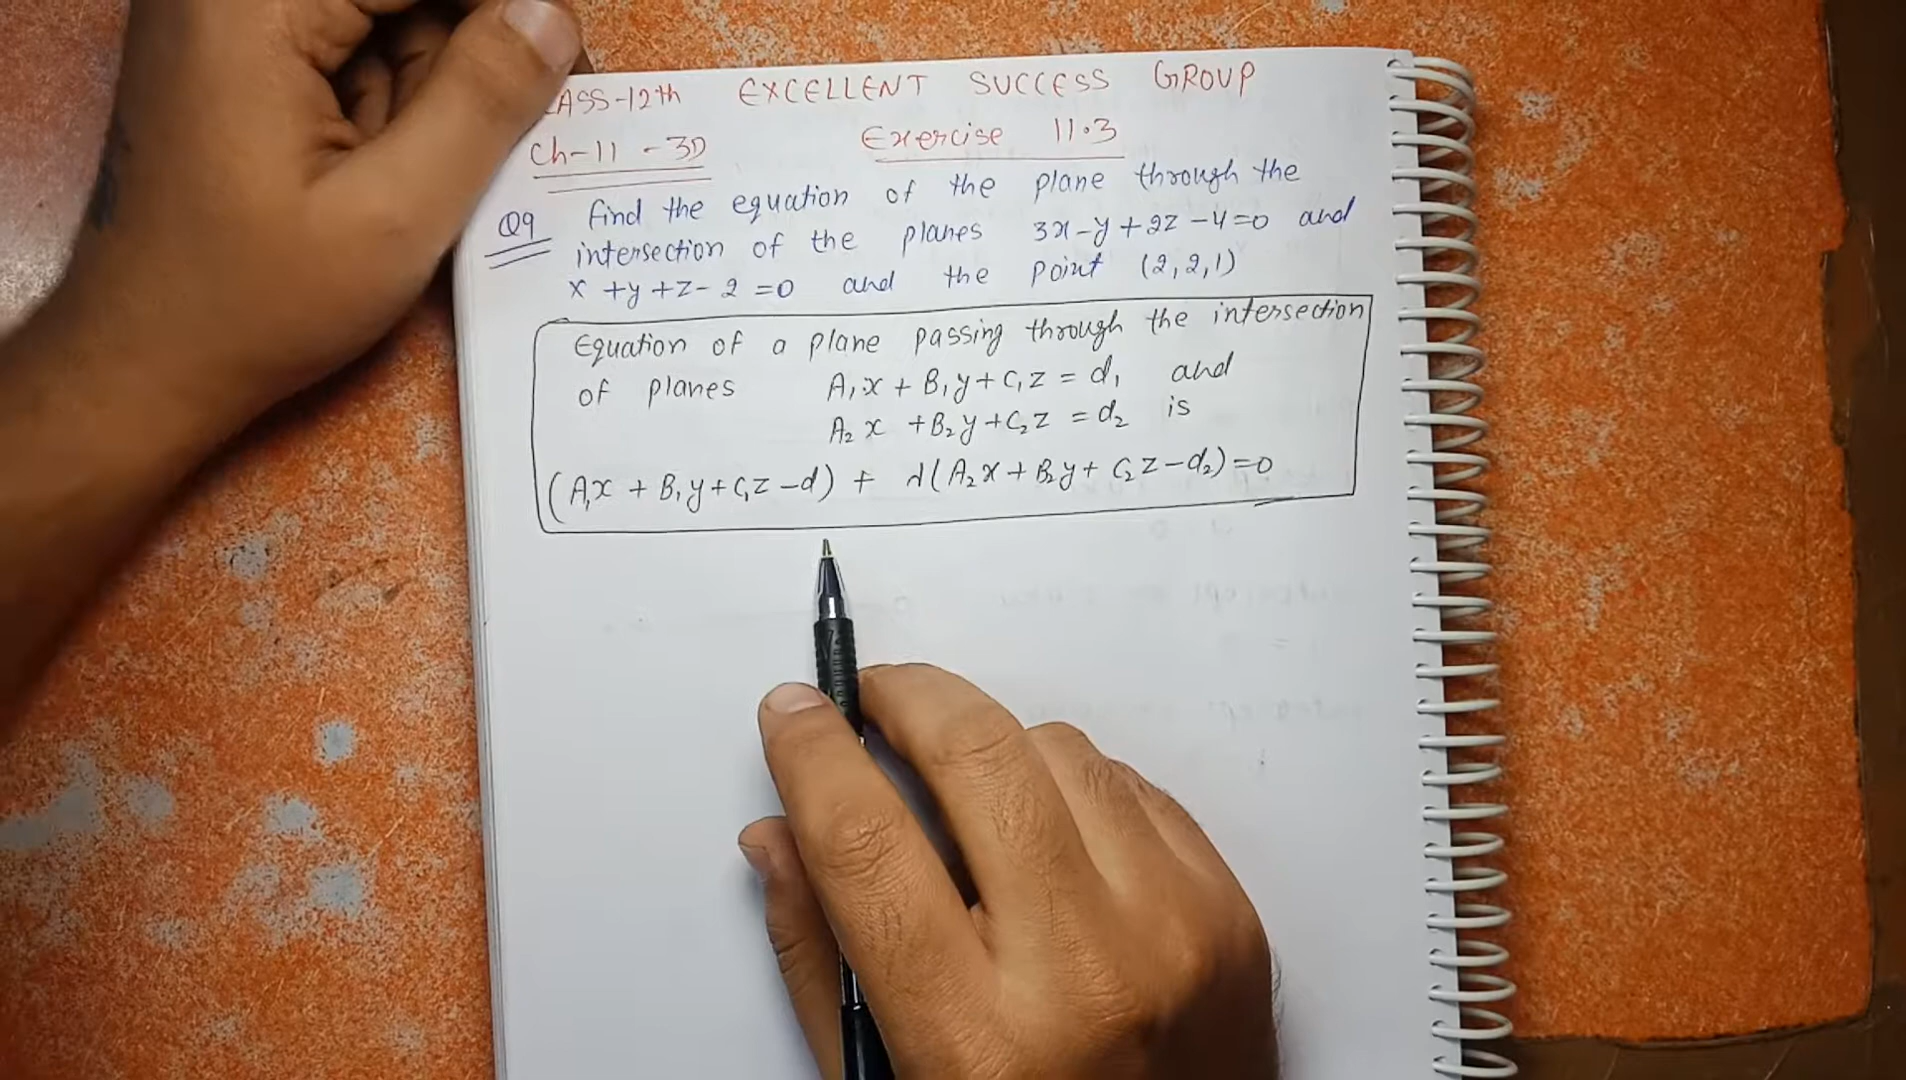 LASS-12th EXCELLENT SUCCESS GROUP
Ch-11 - 3D Exercise 11.3
Q9 find the equation of the plane through the
intersection of the planes 3x-y+2z-4=0 and
x+y+z-2=0 and the point (2,2,1)
Equation of a plane passing through the intersection
of planes A₁x + B₁y + C₁z = d₁ and
A₂x + B₂y + C₂z = d₂ is
(A₁x + B₁y + C₁z - d) + λ(A₂x + B₂y + C₂z - d₂) = 0